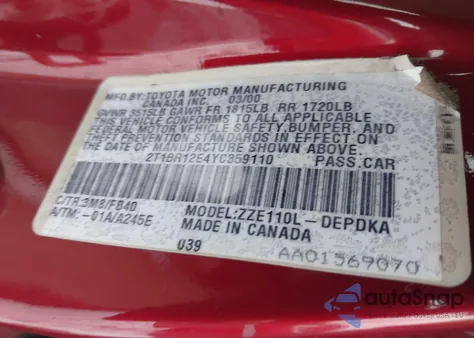 MFD.BY:TOYOTA MOTOR MANUFACTURING
CANADA INC. 03/00
GVWR 3515LB GAWR FR 1815LB RR 1720LB
THIS VEHICLE CONFORMS TO ALL APPLICABLE
FEDERAL MOTOR VEHICLE SAFETY, BUMPER, AND
THEFT PREVENTION STANDARDS IN EFFECT ON
THE DATE OF MANUFACTURE SHOWN ABOVE.
2T1BR12E4YC359110 PASS.CAR
C/TR:3M8/FB40 MODEL:ZZE110L-DEPDKA
A/TM:-01A/A245E MADE IN CANADA
039
AA01569070
autoSnap